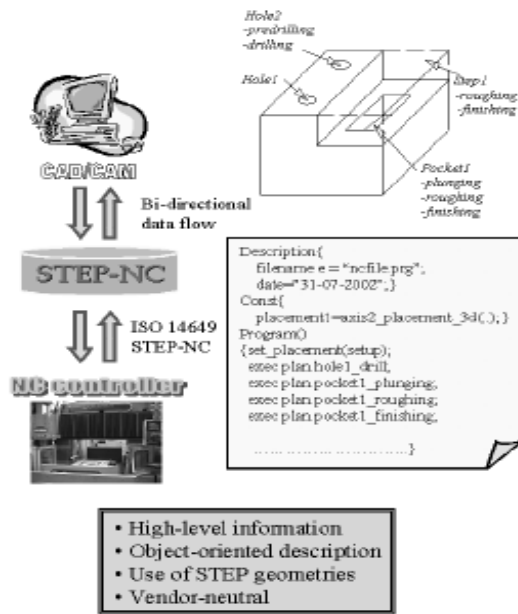 Hole2
-predrilling
-drilling
Hole1
Step1
-roughing
-finishing
Pocket1
-plunging
-roughing
-finishing
CAD/CAM
Bi-directional
data flow
STEP-NC
ISO 14649
STEP-NC
NC controller
Description{
filename e = "ncfile.prg";
date="31-07-2002"; }
Const{
placement1=axis2_placement_3d(.); }
Program()
{set_placement(setup);
exec plan hole1_drill,
exec plan pocket1_plunging,
exec plan pocket1_roughing;
exec plan pocket1_finishing,
................................}
• High-level information
• Object-oriented description
• Use of STEP geometries
• Vendor-neutral